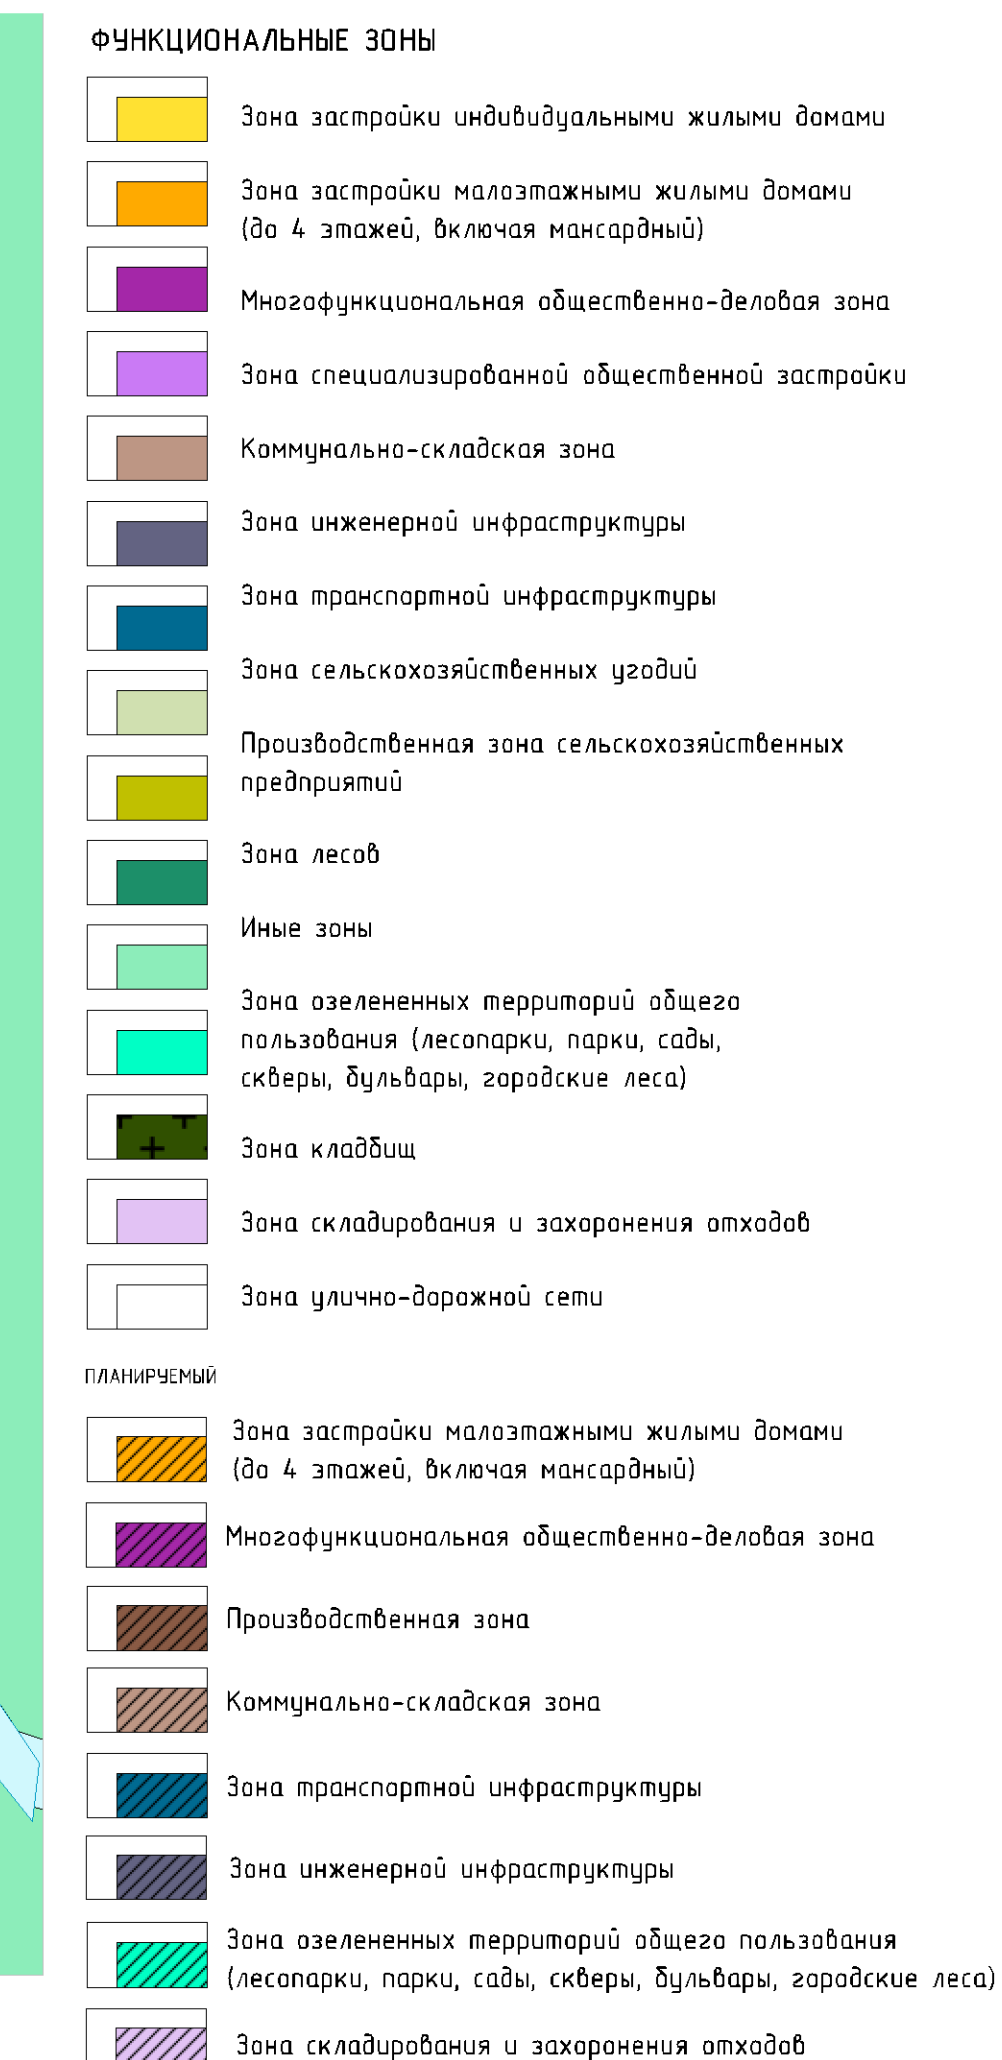 ФУНКЦИОНАЛЬНЫЕ ЗОНЫ
Зона застройки индивидуальными жилыми домами
Зона застройки малоэтажными жилыми домами
(до 4 этажей, включая мансардный)
Многофункциональная общественно-деловая зона
Зона специализированной общественной застройки
Коммунально-складская зона
Зона инженерной инфраструктуры
Зона транспортной инфраструктуры
Зона сельскохозяйственных угодий
Производственная зона сельскохозяйственных
предприятий
Зона лесов
Иные зоны
Зона озелененных территорий общего
пользования (лесопарки, парки, сады,
скверы, бульвары, городские леса)
Зона кладбищ
Зона складирования и захоронения отходов
Зона улично-дорожной сети
ПЛАНИРУЕМЫЙ
Зона застройки малоэтажными жилыми домами
(до 4 этажей, включая мансардный)
Многофункциональная общественно-деловая зона
Производственная зона
Коммунально-складская зона
Зона транспортной инфраструктуры
Зона инженерной инфраструктуры
Зона озелененных территорий общего пользования
(лесопарки, парки, сады, скверы, бульвары, городские леса)
Зона складирования и захоронения отходов